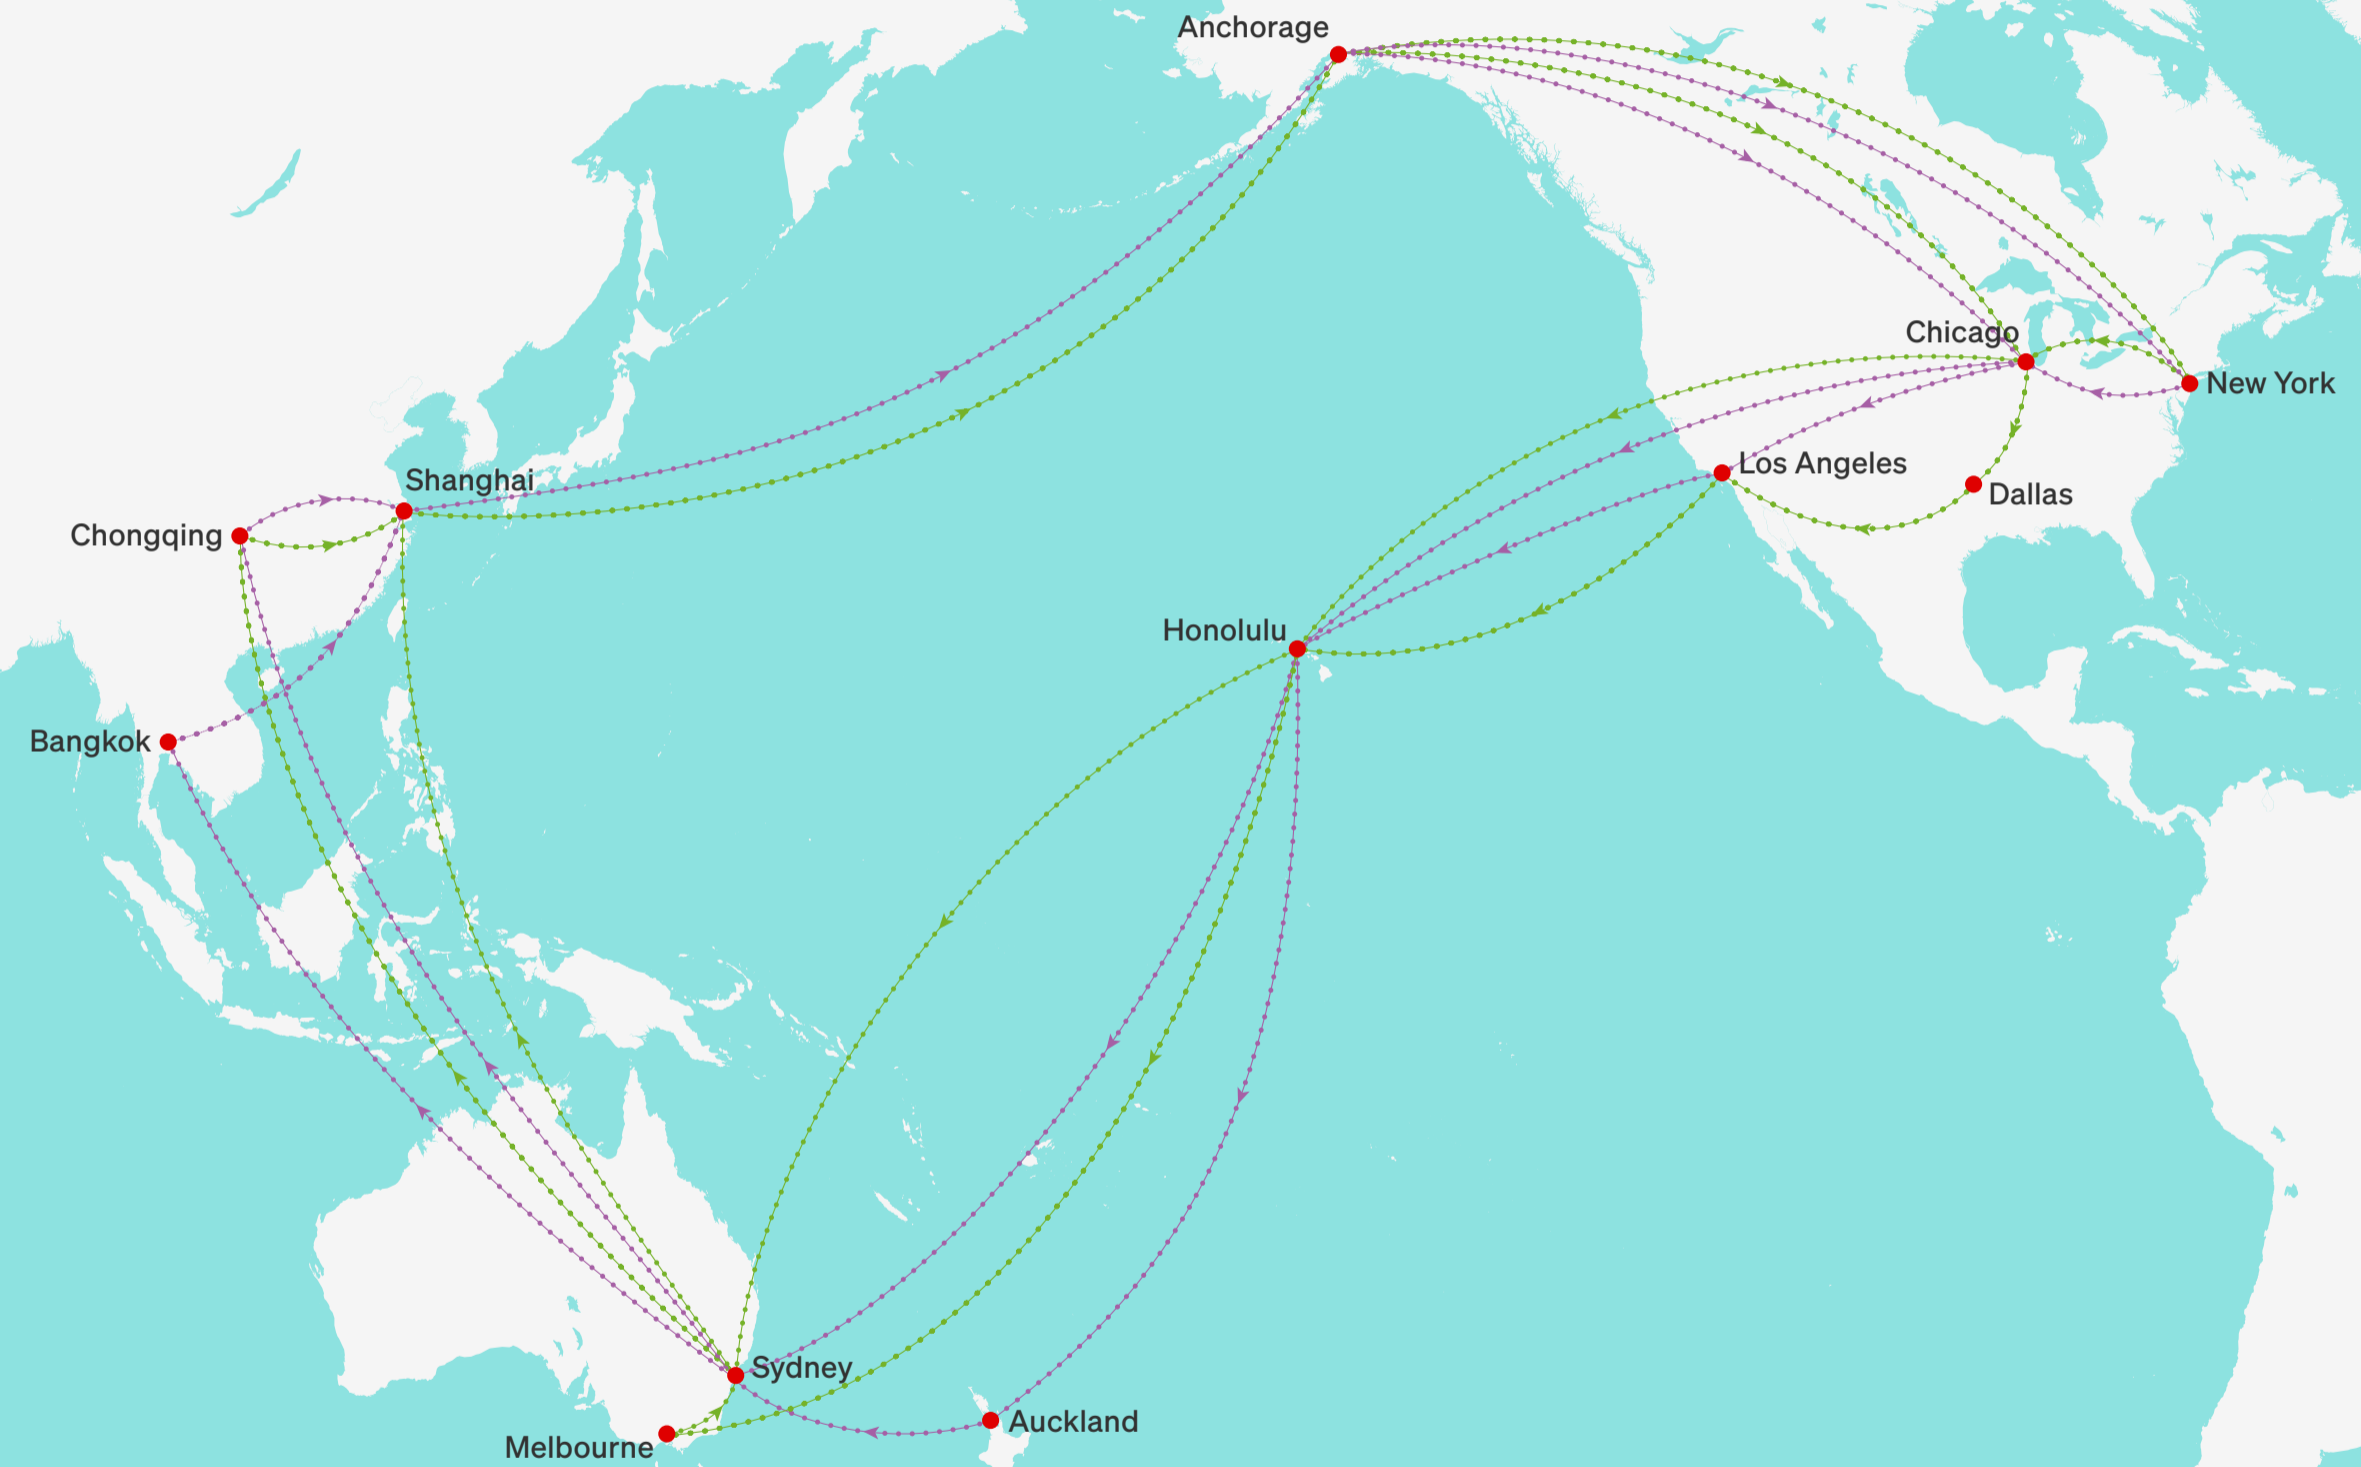 Anchorage
Chicago
New York
Los Angeles
Shanghai
Dallas
Chongqing
Honolulu
Bangkok
Sydney
Auckland
Melbourne